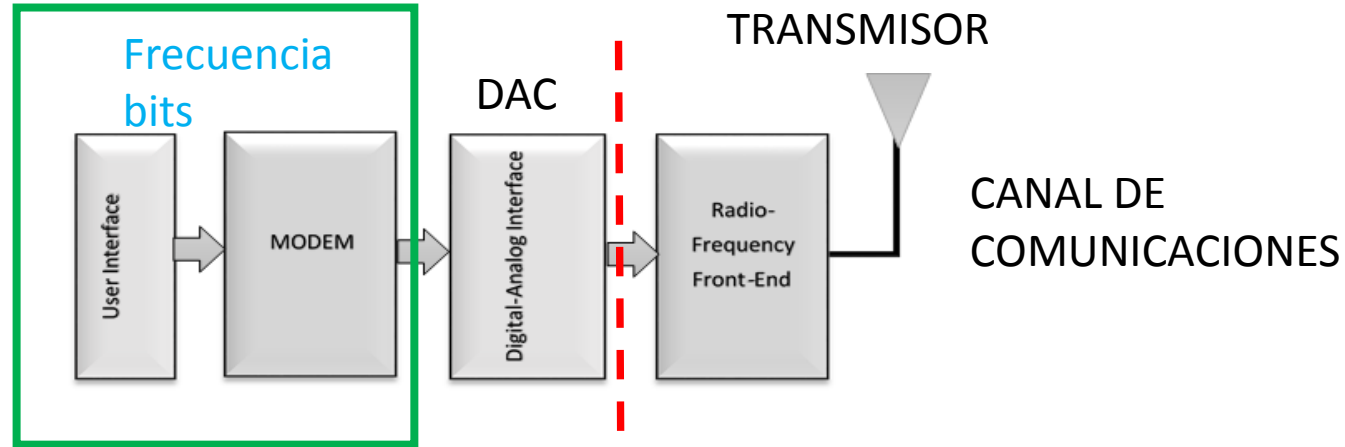 TRANSMISOR
Frecuencia
bits
DAC
User Interface
MODEM
Digital-Analog Interface
Radio-
Frequency
Front-End
CANAL DE
COMUNICACIONES